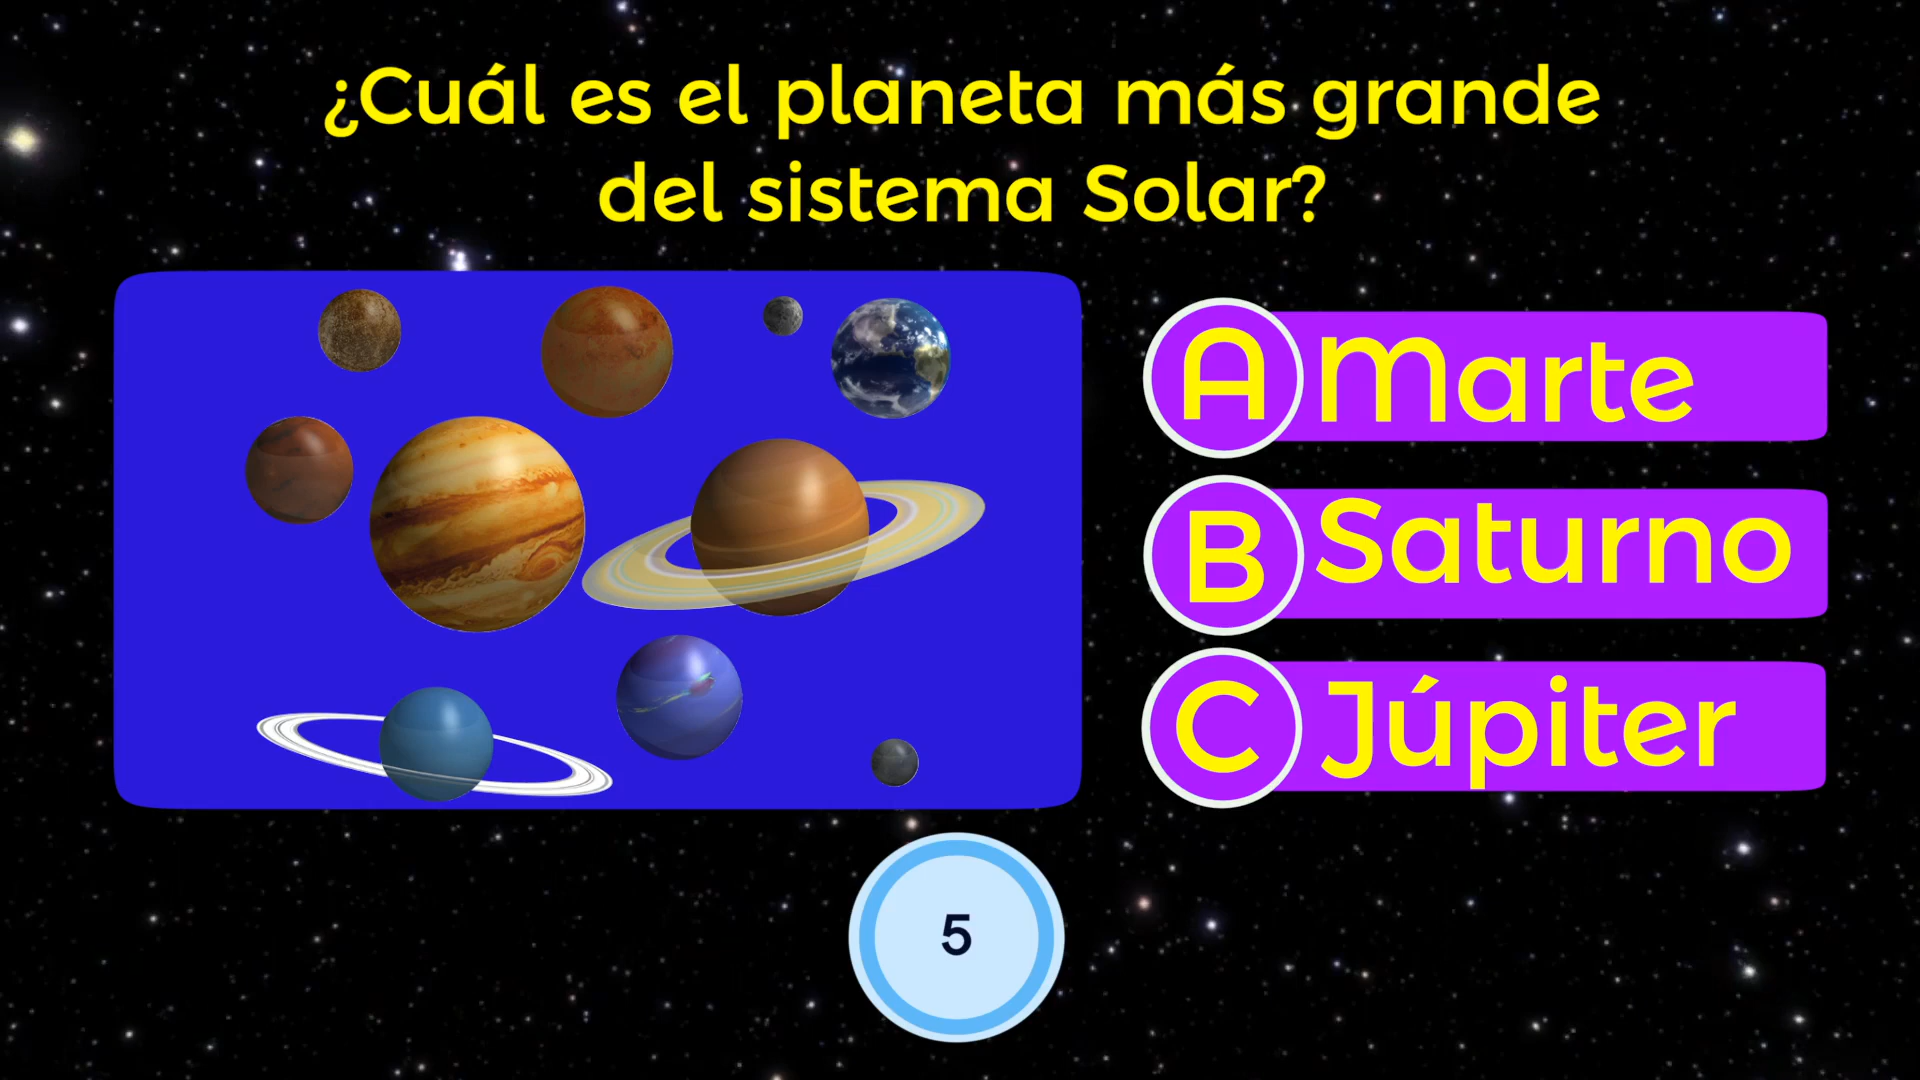 ¿Cuál es el planeta más grande
del sistema Solar?
A Marte
B Saturno
C Júpiter
5